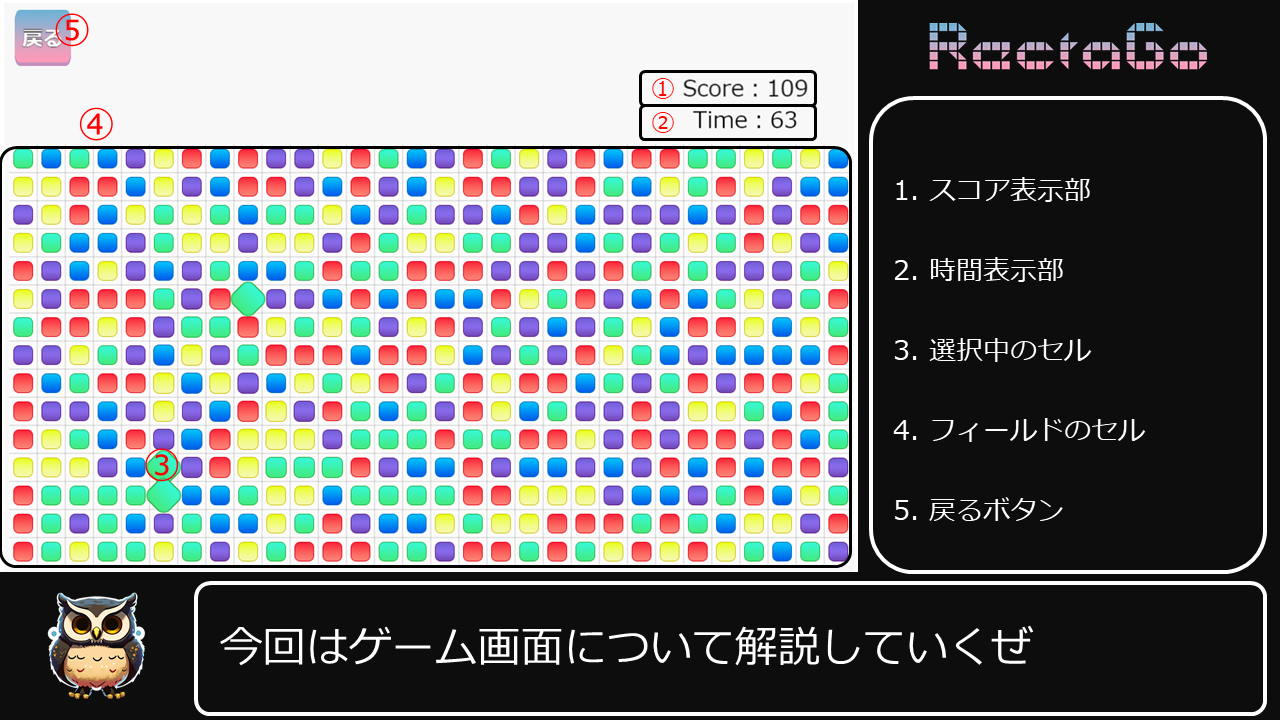 戻る ⑤
RectaGo
① Score : 109
② Time : 63
④
③
1. スコア表示部
2. 時間表示部
3. 選択中のセル
4. フィールドのセル
5. 戻るボタン
今回はゲーム画面について解説していくぜ